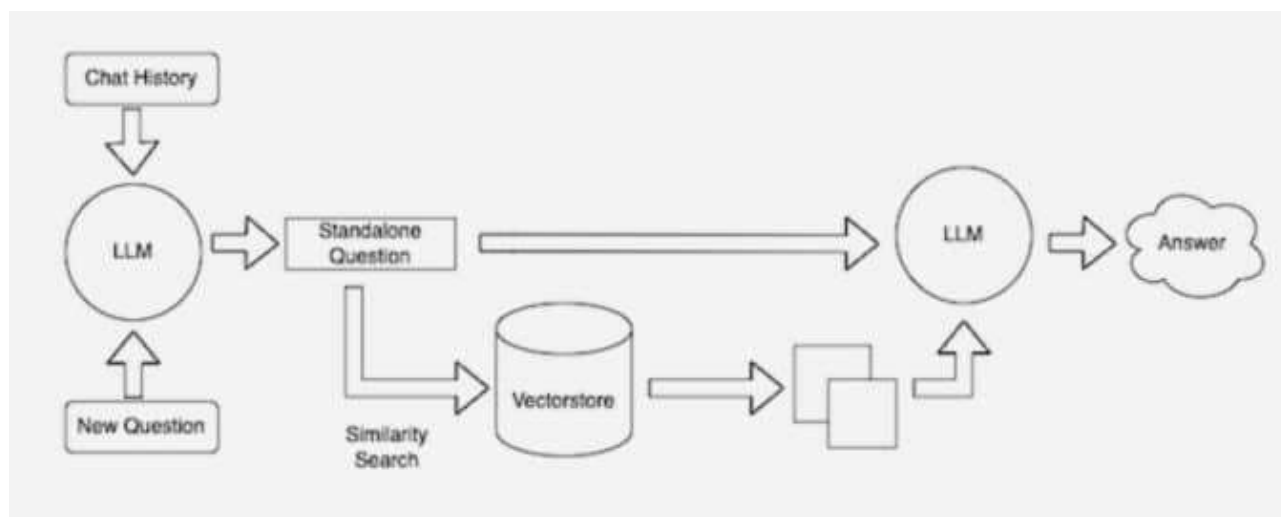 Chat History
LLM
New Question
Standalone
Question
Similarity
Search
Vectorstore
LLM
Answer